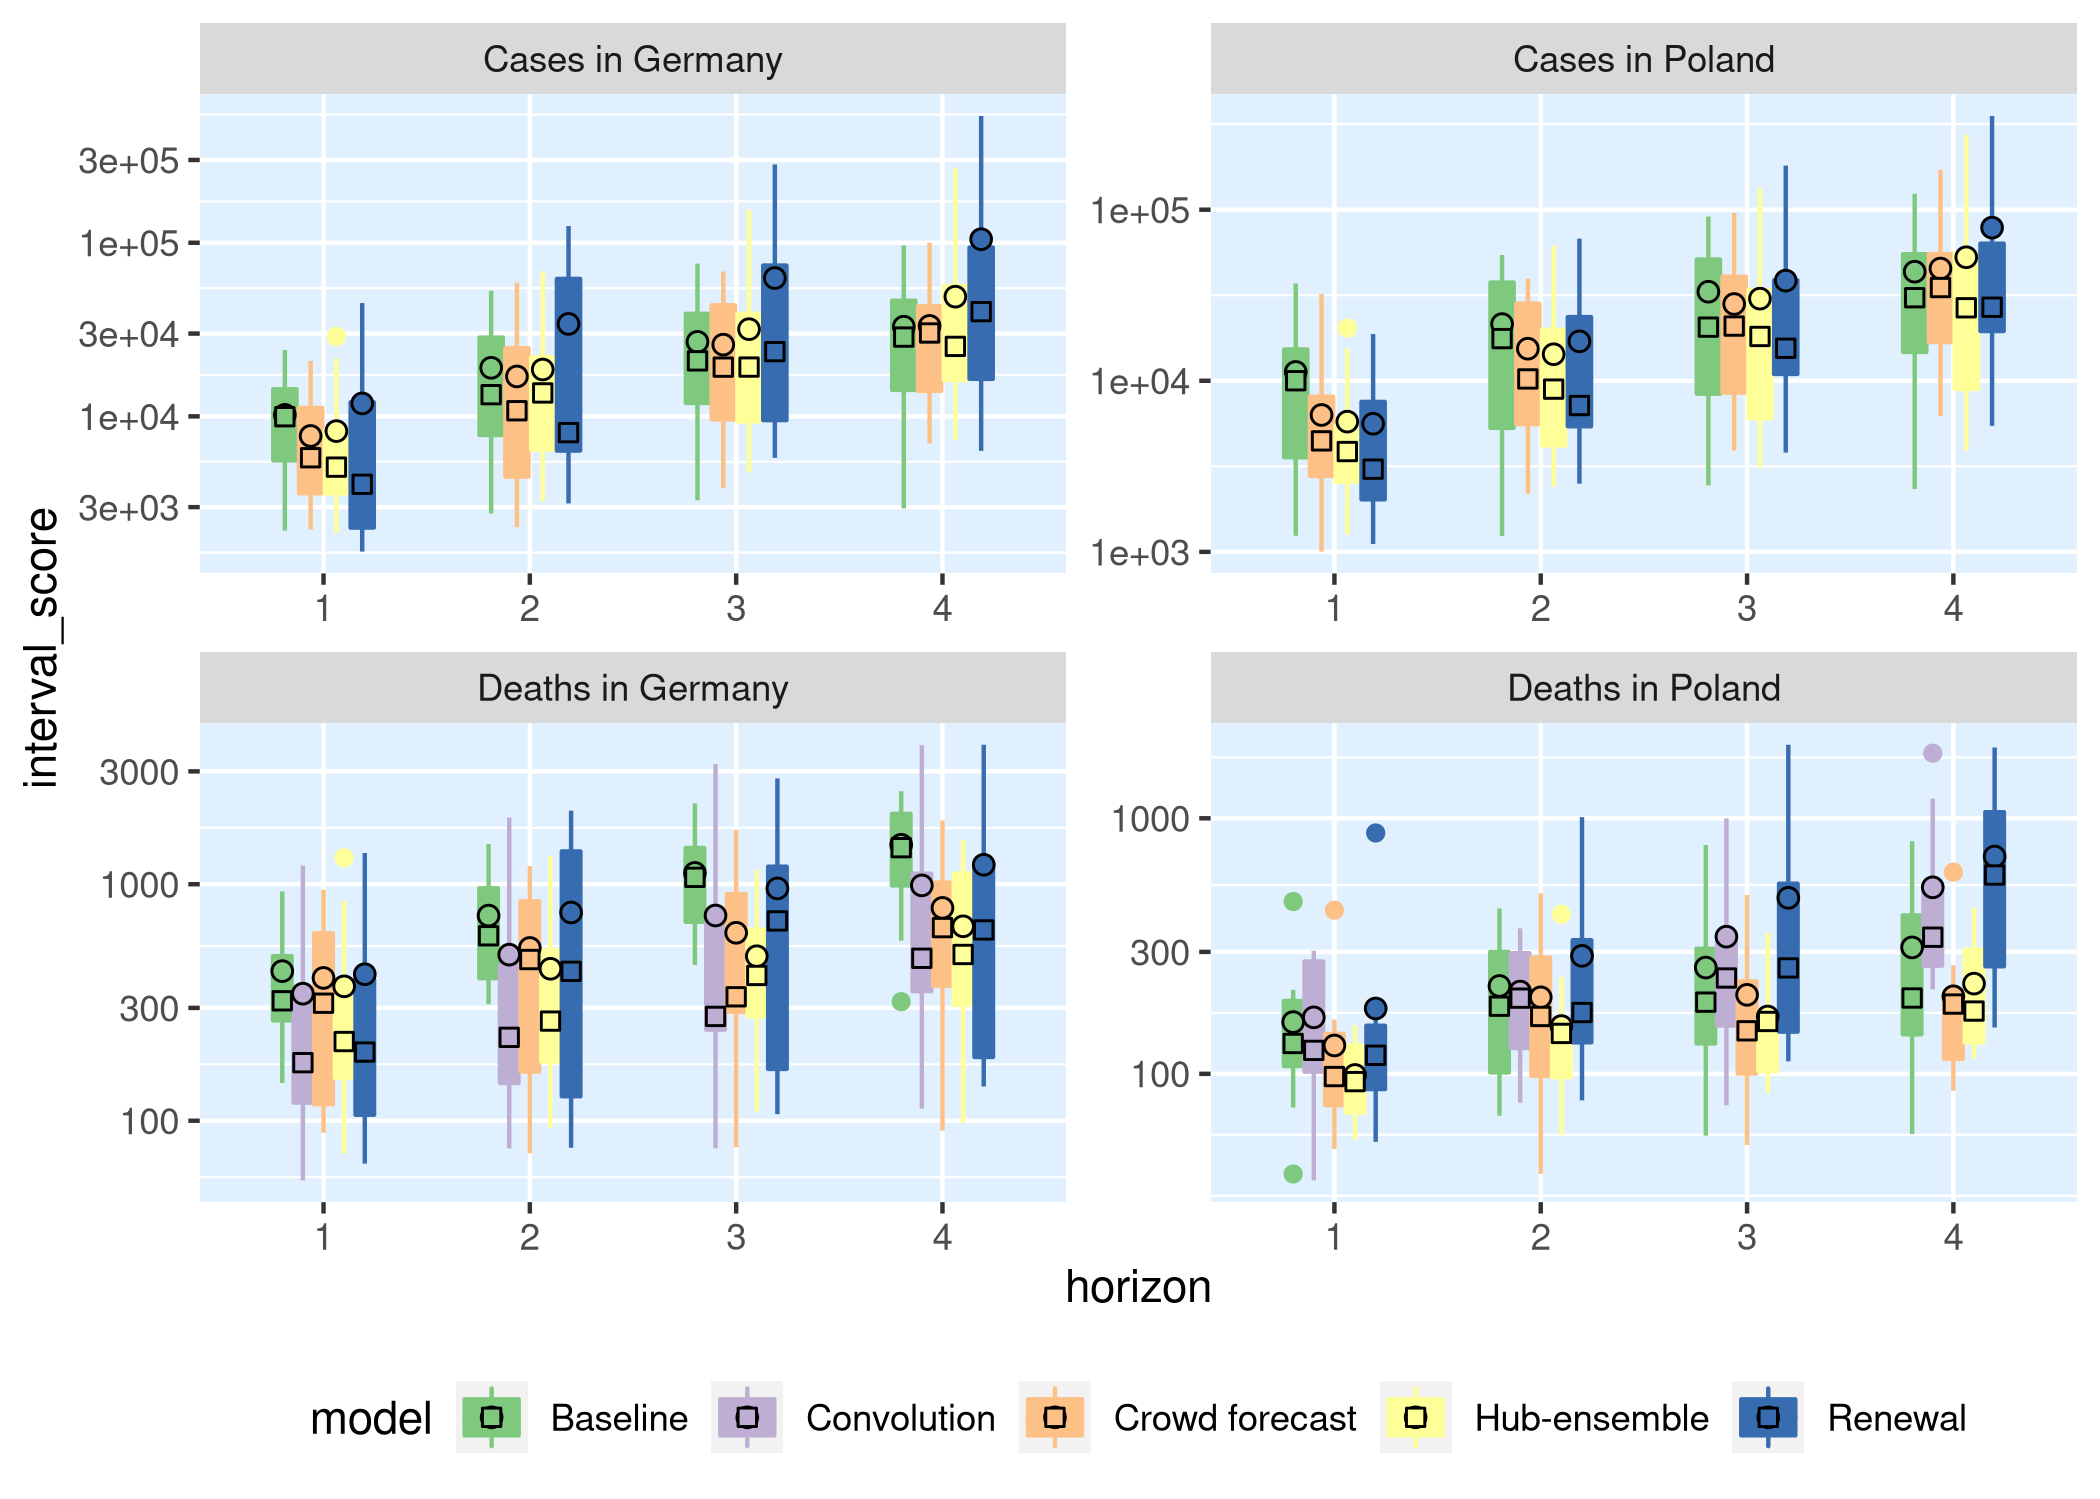 Cases in Germany
Cases in Poland
3e+05
1e+05
3e+04
1e+04
3e+03
1e+05
1e+04
1e+03
1 2 3 4
1 2 3 4
interval_score
Deaths in Germany
Deaths in Poland
3000
1000
300
100
1000
300
100
1 2 3 4
1 2 3 4
horizon
model Baseline Convolution Crowd forecast Hub-ensemble Renewal